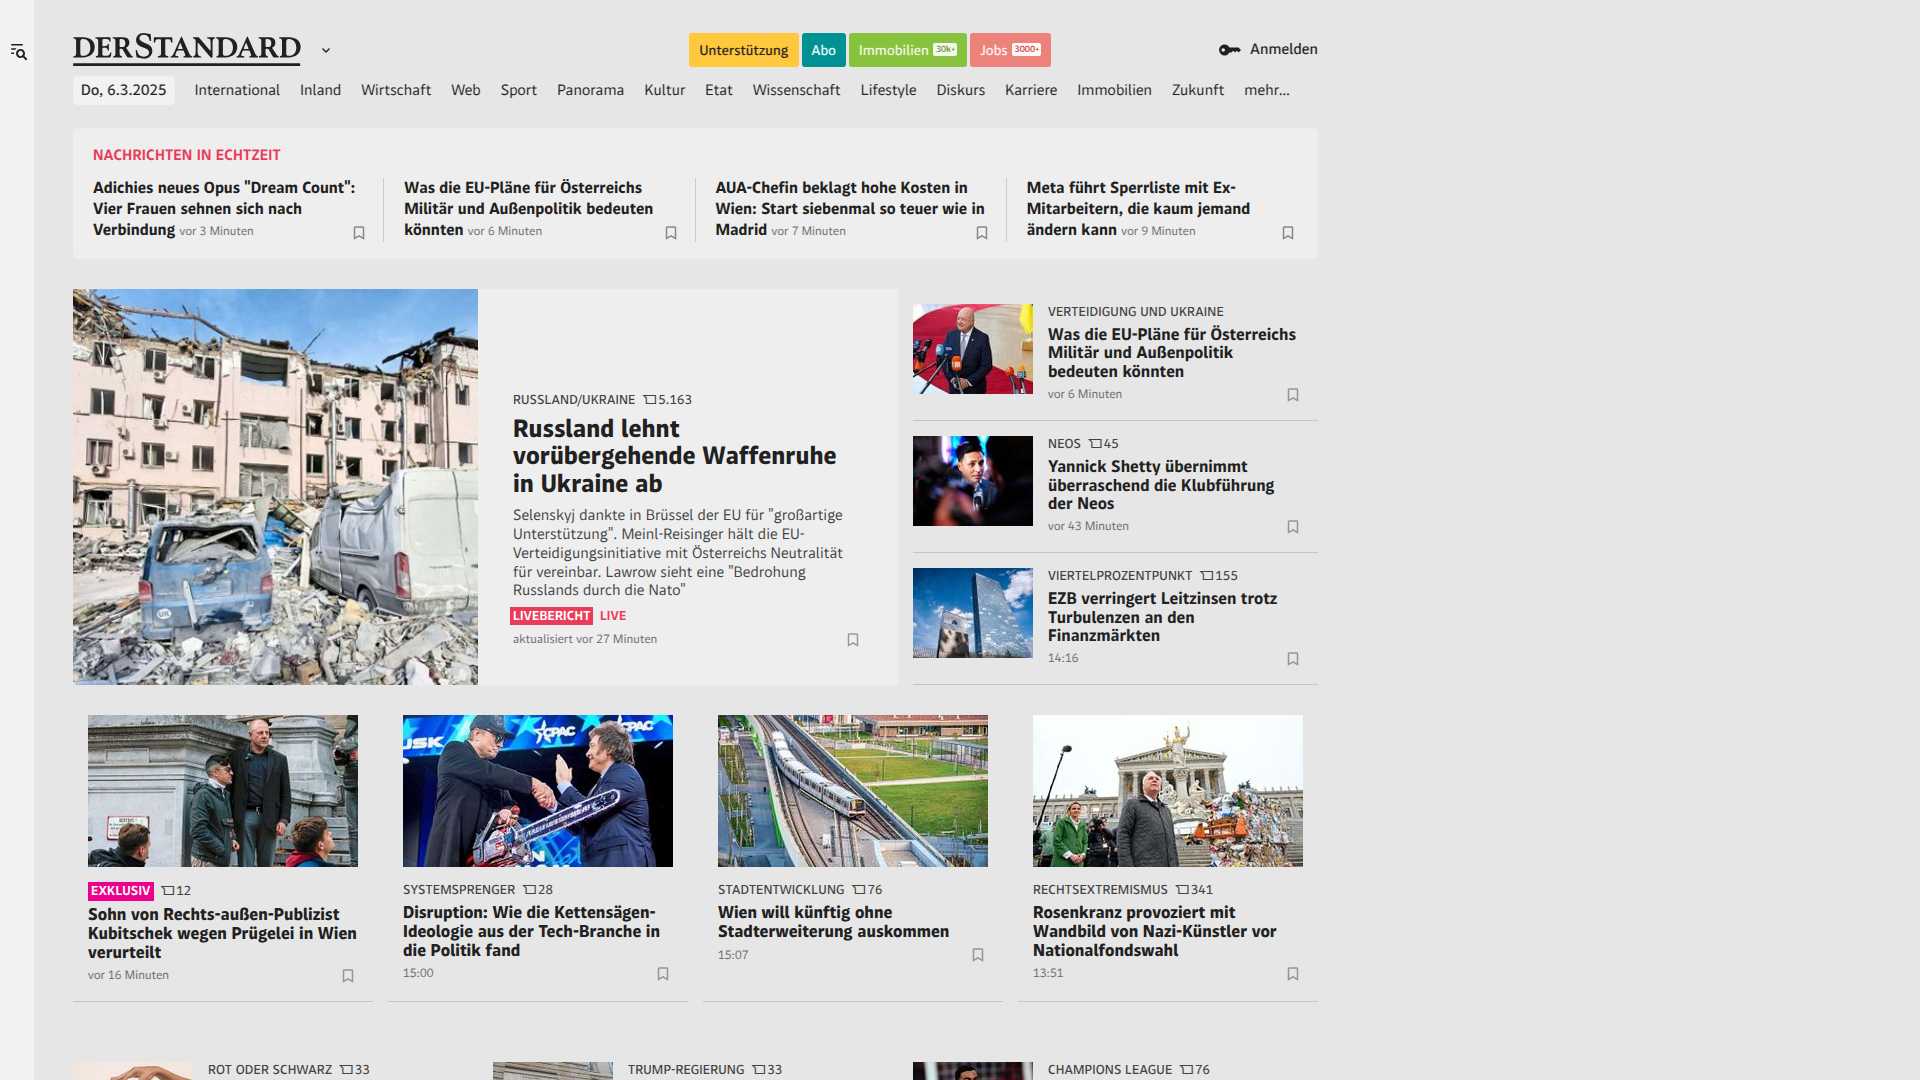 DERSTANDARD
Unterstützung
Abo
Immobilien 30k+
Jobs 3000+
Anmelden
Do, 6.3.2025
International
Inland
Wirtschaft
Web
Sport
Panorama
Kultur
Etat
Wissenschaft
Lifestyle
Diskurs
Karriere
Immobilien
Zukunft
mehr...
NACHRICHTEN IN ECHTZEIT
Adichies neues Opus "Dream Count":
Vier Frauen sehnen sich nach
Verbindung vor 3 Minuten
Was die EU-Pläne für Österreichs
Militär und Außenpolitik bedeuten
könnten vor 6 Minuten
AUA-Chefin beklagt hohe Kosten in
Wien: Start siebenmal so teuer wie in
Madrid vor 7 Minuten
Meta führt Sperrliste mit Ex-
Mitarbeitern, die kaum jemand
ändern kann vor 9 Minuten
RUSSLAND/UKRAINE 5.163
Russland lehnt
vorübergehende Waffenruhe
in Ukraine ab
Selenskyj dankte in Brüssel der EU für "großartige
Unterstützung". Meinl-Reisinger hält die EU-
Verteidigungsinitiative mit Österreichs Neutralität
für vereinbar. Lawrow sieht eine "Bedrohung
Russlands durch die Nato"
LIVEBERICHT LIVE
aktualisiert vor 27 Minuten
VERTEIDIGUNG UND UKRAINE
Was die EU-Pläne für Österreichs
Militär und Außenpolitik
bedeuten könnten
vor 6 Minuten
NEOS 45
Yannick Shetty übernimmt
überraschend die Klubführung
der Neos
vor 43 Minuten
VIERTELPROZENTPUNKT 155
EZB verringert Leitzinsen trotz
Turbulenzen an den
Finanzmärkten
14:16
EXKLUSIV 12
Sohn von Rechts-außen-Publizist
Kubitschek wegen Prügelei in Wien
verurteilt
vor 16 Minuten
USK
CPAC
CPAC
SYSTEMSPRENGER 28
Disruption: Wie die Kettensägen-
Ideologie aus der Tech-Branche in
die Politik fand
15:00
STADTENTWICKLUNG 76
Wien will künftig ohne
Stadterweiterung auskommen
15:07
RECHTSEXTREMISMUS 341
Rosenkranz provoziert mit
Wandbild von Nazi-Künstler vor
Nationalfondswahl
13:51
ROT ODER SCHWARZ 33
TRUMP-REGIERUNG 33
CHAMPIONS LEAGUE 76